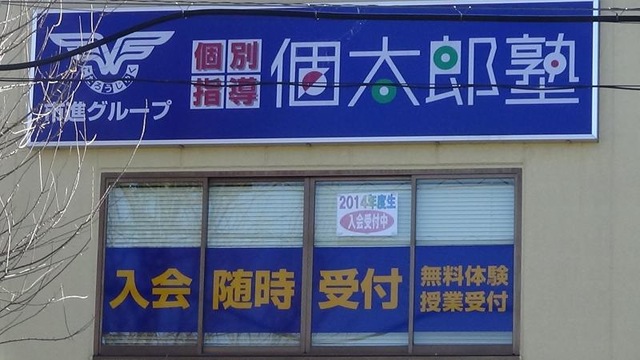 個別
指導
個太郎塾
市進グループ
2014年度生
入会受付中
入会 随時 受付
無料体験
授業受付